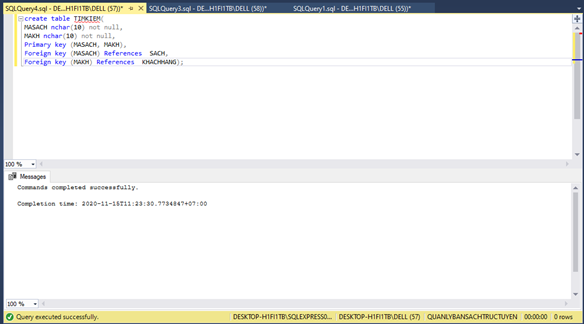 SQLQuery4.sql - DE...H1FI1TB\DELL (57))*
SQLQuery3.sql - DE...H1FI1TB\DELL (58))*
SQLQuery1.sql - DE...H1FI1TB\DELL (55))*
create table TIMKIEM(
MASACH nchar(10) not null,
MAKH nchar(10) not null,
Primary key (MASACH, MAKH),
Foreign key (MASACH) References  SACH,
Foreign key (MAKH) References  KHACHHANG);
100 %
Messages
Commands completed successfully.
Completion time: 2020-11-15T11:23:30.7734847+07:00
100 %
Query executed successfully.
DESKTOP-H1FI1TB\SQLEXPRESS0... DESKTOP-H1FI1TB\DELL (57) QUANLYBANSACHTRUCTUYEN 00:00:00 0 rows